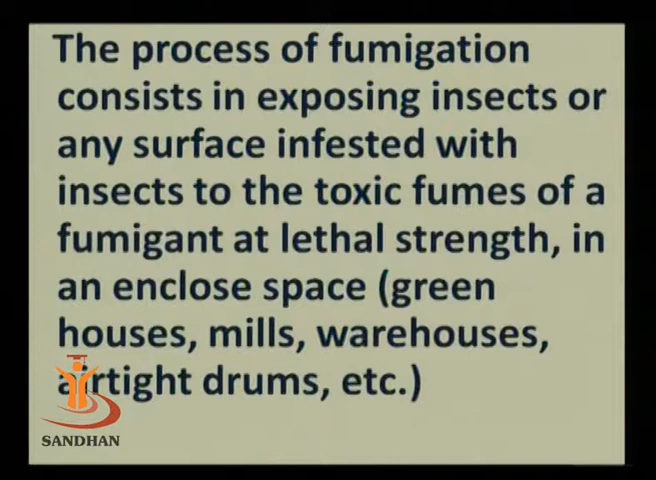 The process of fumigation
consists in exposing insects or
any surface infested with
insects to the toxic fumes of a
fumigant at lethal strength, in
an enclose space (green
houses, mills, warehouses,
airtight drums, etc.)
SANDHAN